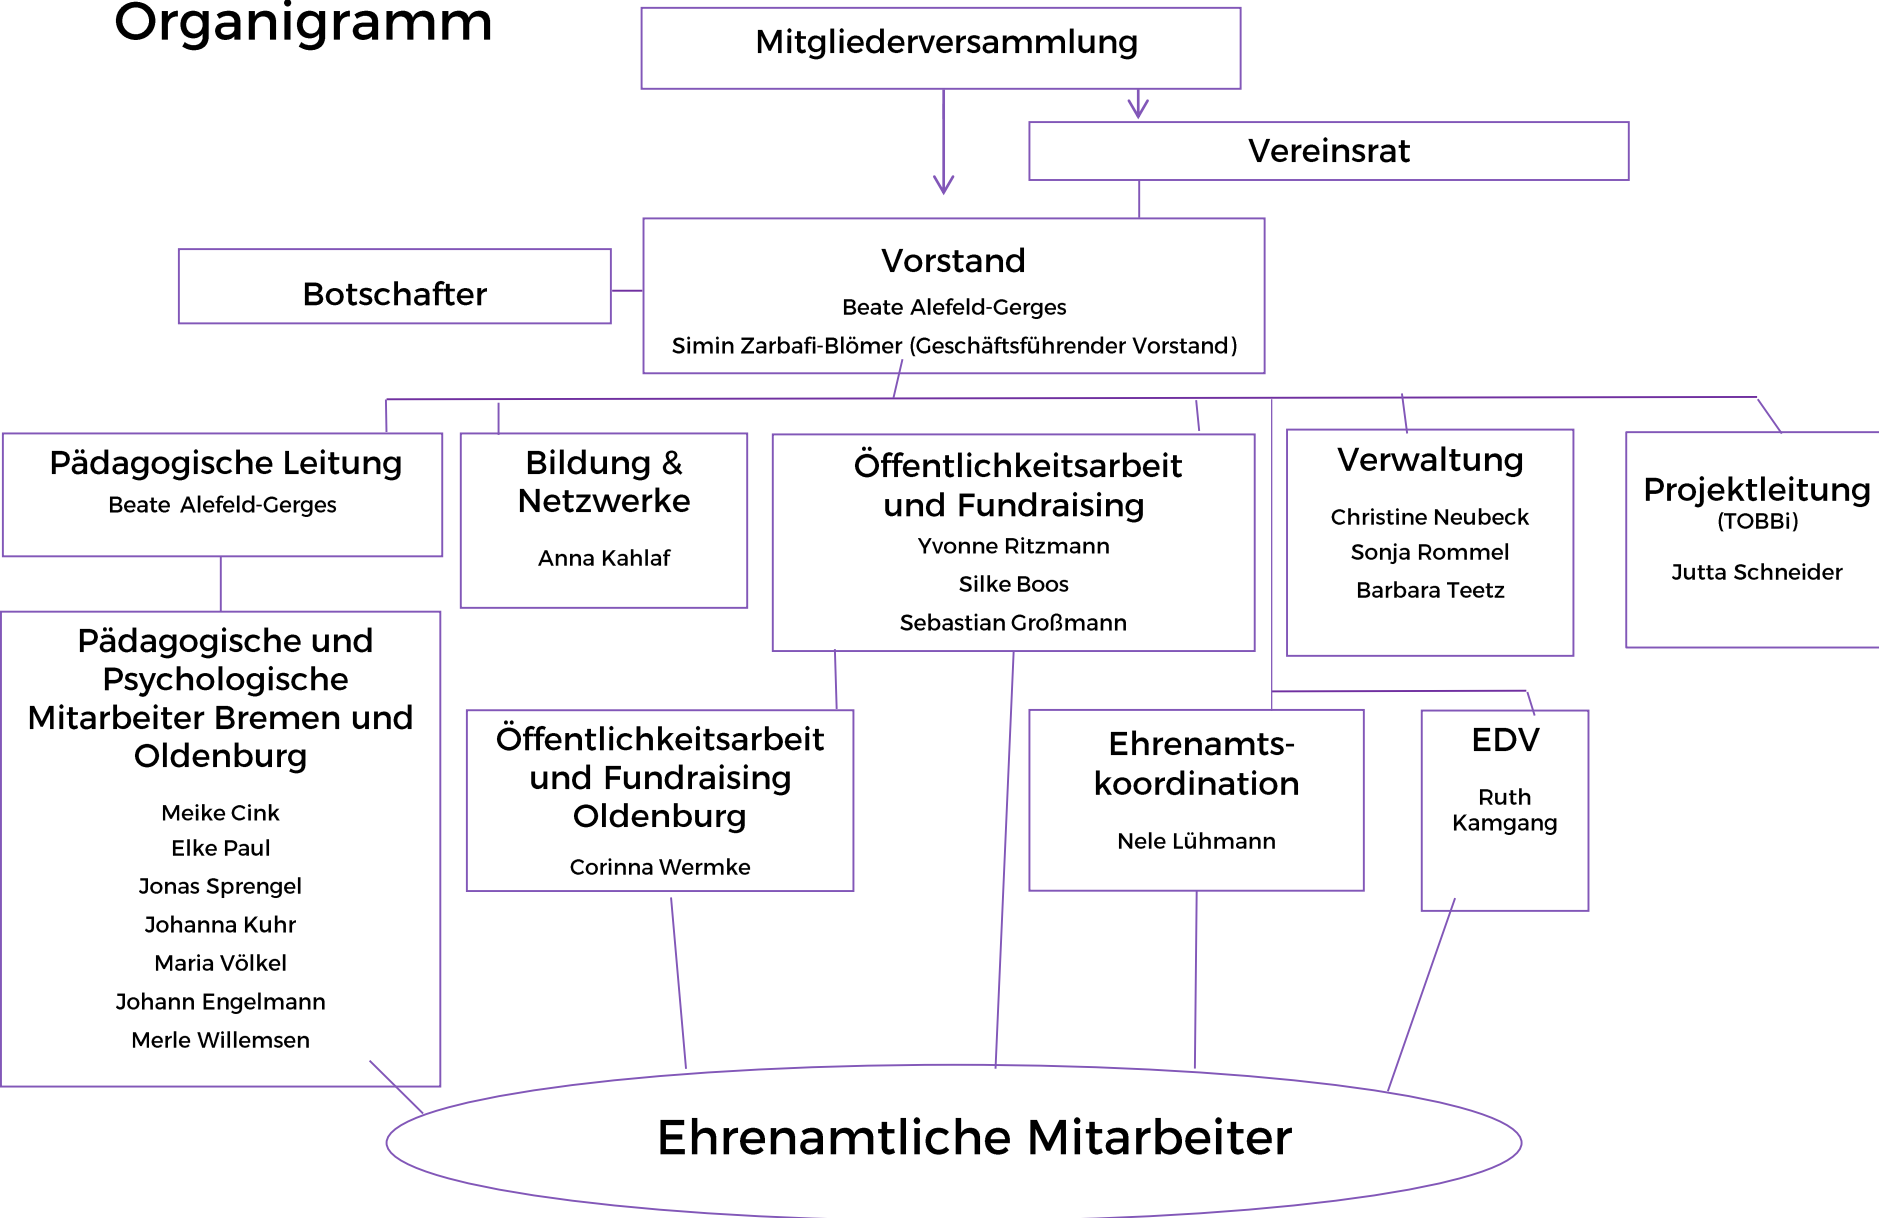 Organigramm
Mitgliederversammlung
Vereinsrat
Vorstand
Beate Alefeld-Gerges
Simin Zarbafi-Blömer (Geschäftsführender Vorstand)
Botschafter
Pädagogische Leitung
Beate Alefeld-Gerges
Bildung &
Netzwerke
Anna Kahlaf
Öffentlichkeitsarbeit
und Fundraising
Yvonne Ritzmann
Silke Boos
Sebastian Großmann
Verwaltung
Christine Neubeck
Sonja Rommel
Barbara Teetz
Projektleitung
(TOBBi)
Jutta Schneider
Pädagogische und
Psychologische
Mitarbeiter Bremen und
Oldenburg
Meike Cink
Elke Paul
Jonas Sprengel
Johanna Kuhr
Maria Völkel
Johann Engelmann
Merle Willemsen
Öffentlichkeitsarbeit
und Fundraising
Oldenburg
Corinna Wermke
Ehrenamts-
koordination
Nele Lühmann
EDV
Ruth
Kamgang
Ehrenamtliche Mitarbeiter